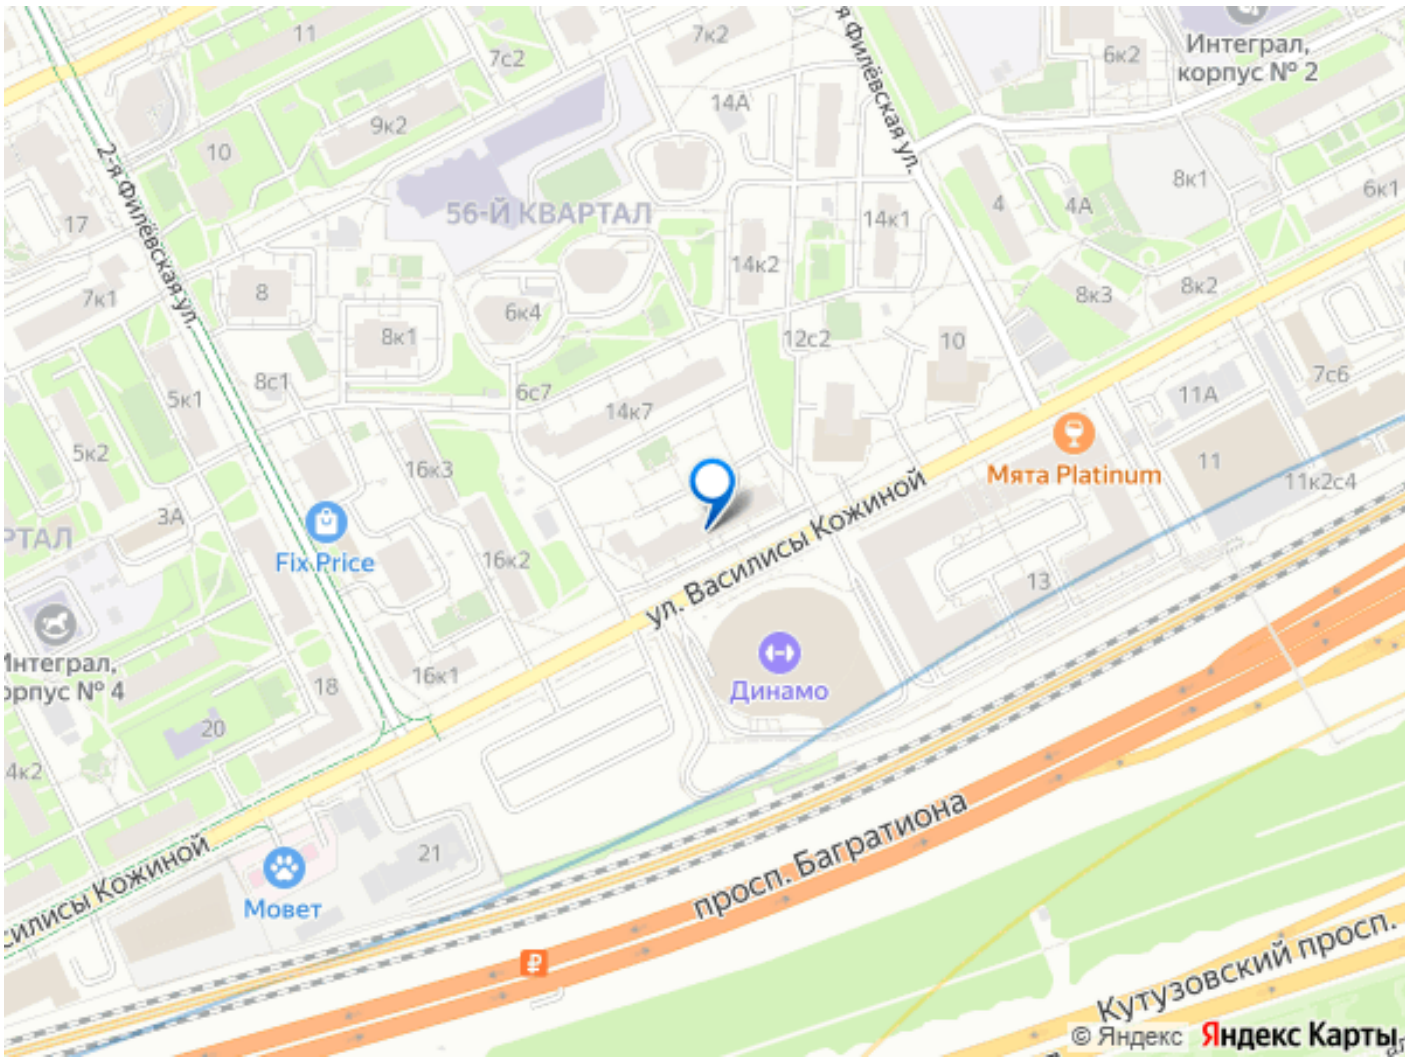 11
7к2
7с2
я Филёвская ул.
6к2
Интеграл,
корпус № 2
14А
9к2
10
2-я Филёвская ул.
17
56-Й КВАРТАЛ
14к1
4
4А
8к1
6к1
14к2
7к1
8
6к4
8к1
12с2
10
8к3
8к2
8с1
5к1
6с7
14к7
7с6
11А
5к2
16к3
11
11к2с4
Мята Platinum
РТАЛ
3А
Fix Price
16к2
ул. Василисы Кожиной
13
Интеграл,
орпус № 4
16к1
18
Динамо
20
4к2
21
силисы Кожиной
Мовет
просп. Багратиона
₽
Кутузовский просп.
© Яндекс Яндекс Карты